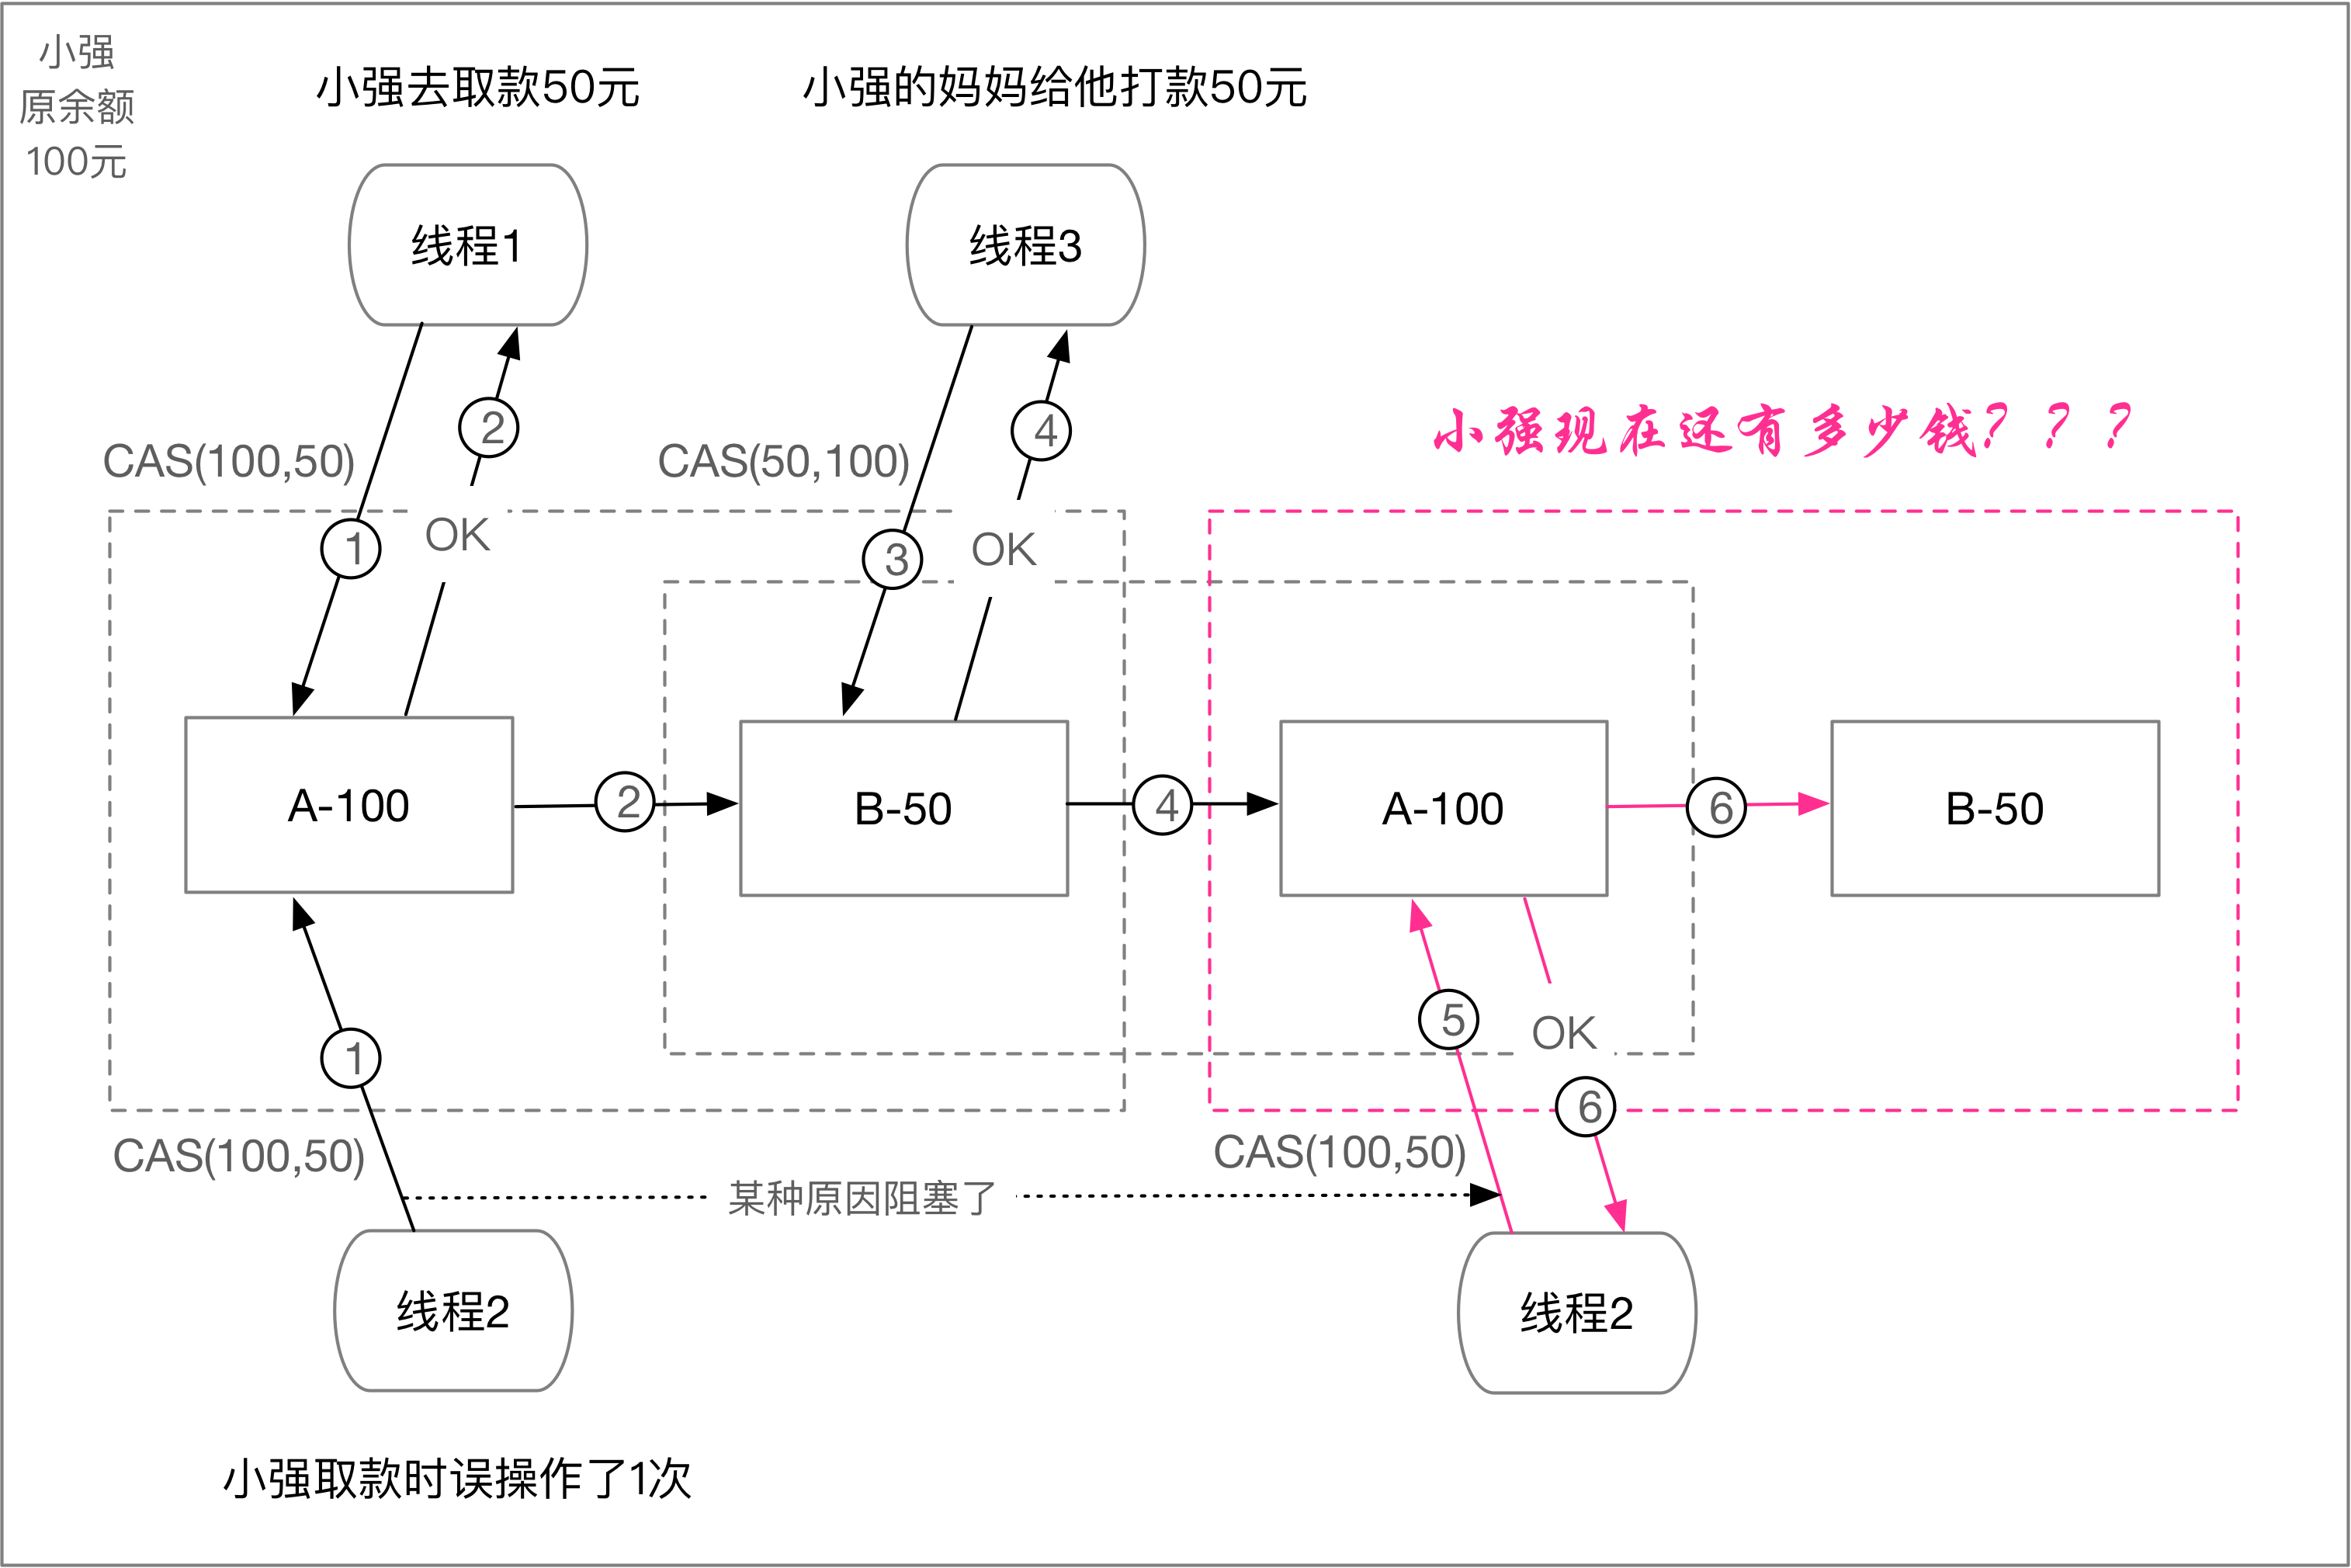 小强
原余额
100元
小强去取款50元
小强的妈妈给他打款50元
线程1
线程3
小强现在还有多少钱？？？
2
4
CAS(100,50)
CAS(50,100)
1
OK
3
OK
A-100
2
B-50
4
A-100
6
B-50
5
OK
1
6
CAS(100,50)
CAS(100,50)
某种原因阻塞了
线程2
线程2
小强取款时误操作了1次